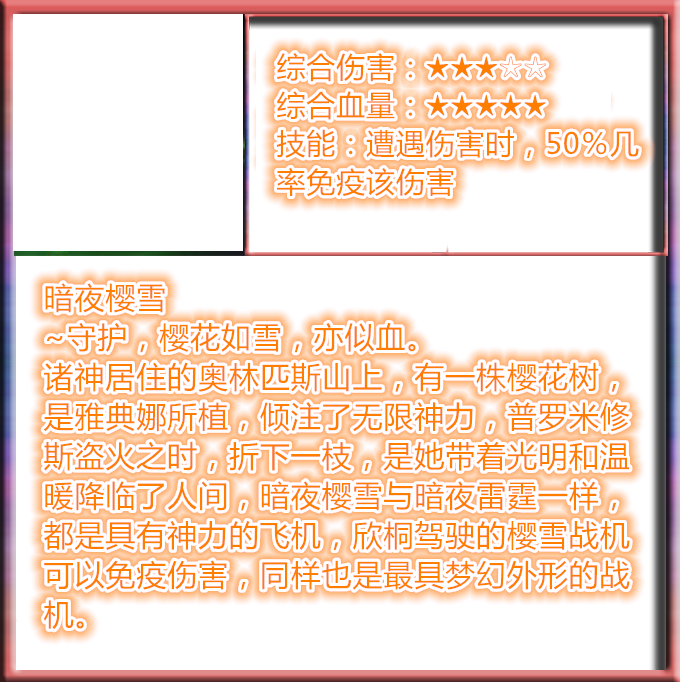 综合伤害：★★★☆☆
综合血量：★★★★★
技能：遭遇伤害时，50%几
率免疫该伤害
暗夜樱雪
~守护，樱花如雪，亦似血。
诸神居住的奥林匹斯山上，有一株樱花树，
是雅典娜所植，倾注了无限神力，普罗米修
斯盗火之时，折下一枝，是她带着光明和温
暖降临了人间，暗夜樱雪与暗夜雷霆一样，
都是具有神力的飞机，欣桐驾驶的樱雪战机
可以免疫伤害，同样也是最具梦幻外形的战
机。